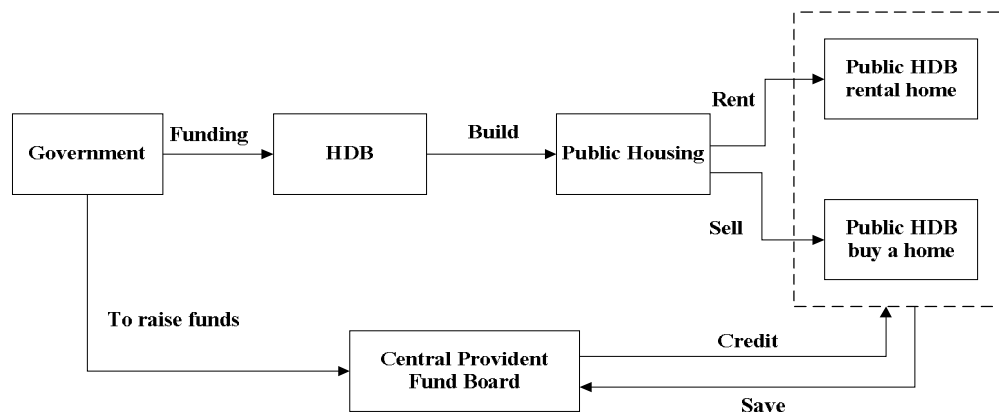 Public HDB
rental home
Rent
Funding
Build
Government
HDB
Public Housing
Sell
Public HDB
buy a home
To raise funds
Central Provident
Fund Board
Credit
Save